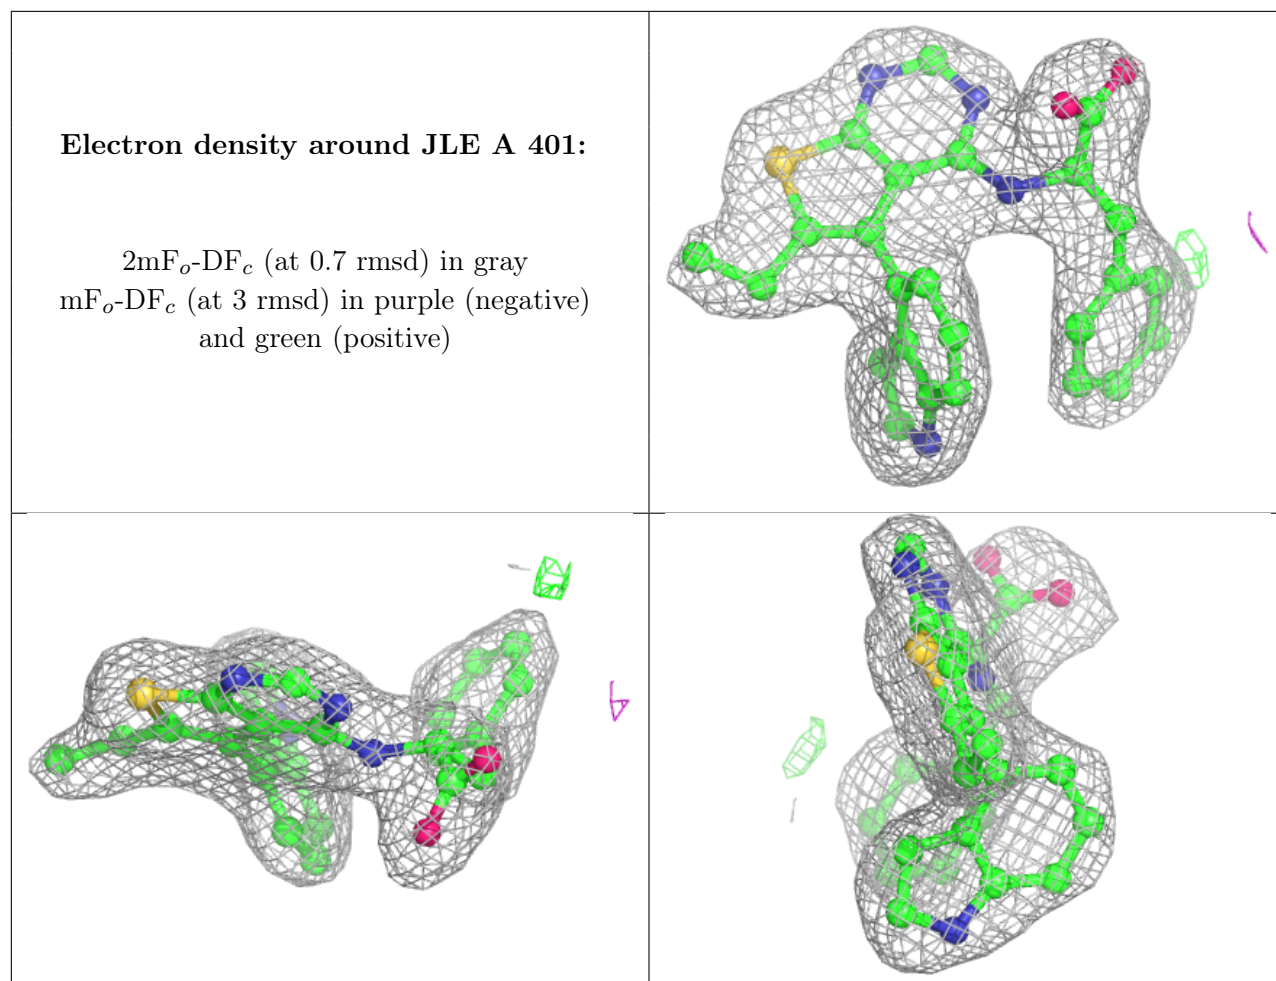 Electron density around JLE A 401:
2mFₒ-DF𝒸 (at 0.7 rmsd) in gray
mFₒ-DF𝒸 (at 3 rmsd) in purple (negative)
and green (positive)